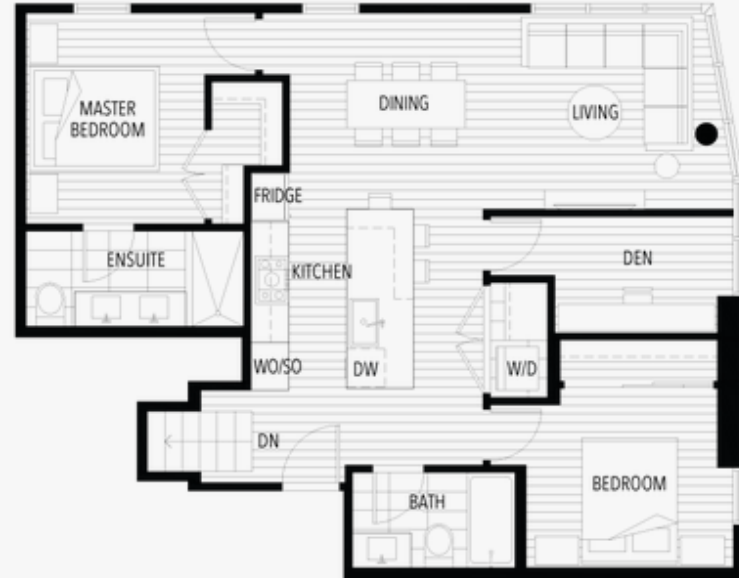 MASTER
BEDROOM
DINING
LIVING
FRIDGE
ENSUITE
KITCHEN
DEN
WO/SO
DW
W/D
DN
BATH
BEDROOM